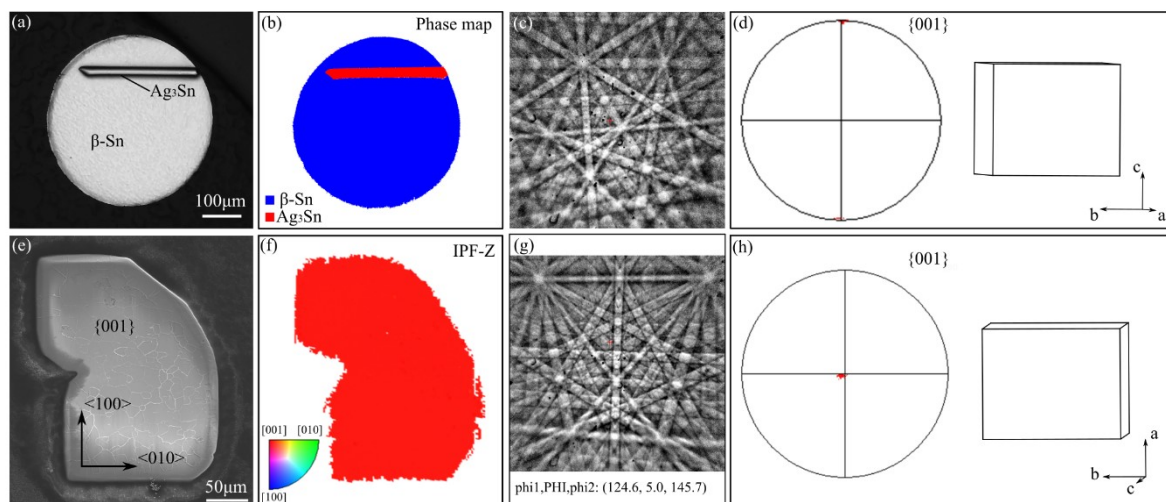 (a)
Ag₃Sn
β-Sn
100μm
(b)
Phase map
β-Sn
Ag₃Sn
(c)
(d)
{001}
c
b
a
(e)
{001}
<100>
<010>
50μm
(f)
IPF-Z
[001] [010]
[100]
(g)
phi1,PHI,phi2: (124.6, 5.0, 145.7)
(h)
{001}
a
b
c